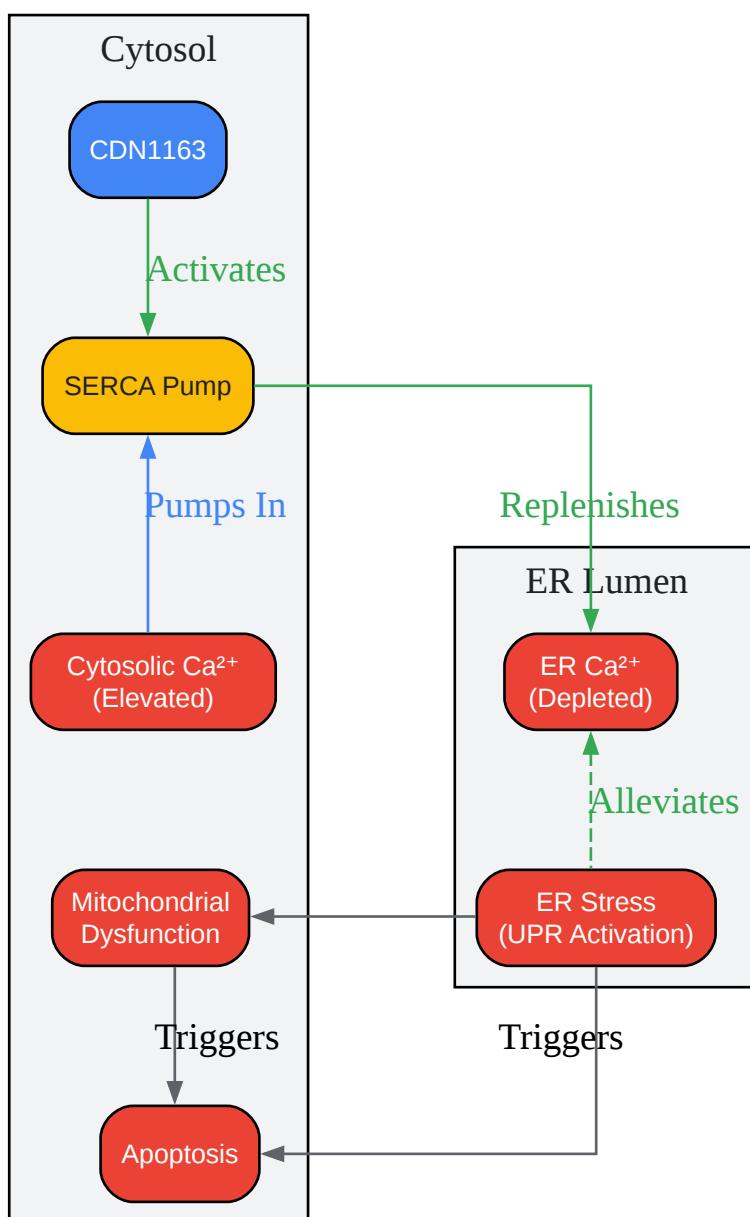 Cytosol
CDN1163
Activates
SERCA Pump
Pumps In
Replenishes
ER Lumen
Cytosolic Ca²⁺
(Elevated)
ER Ca²⁺
(Depleted)
Alleviates
Mitochondrial
Dysfunction
ER Stress
(UPR Activation)
Triggers
Triggers
Apoptosis